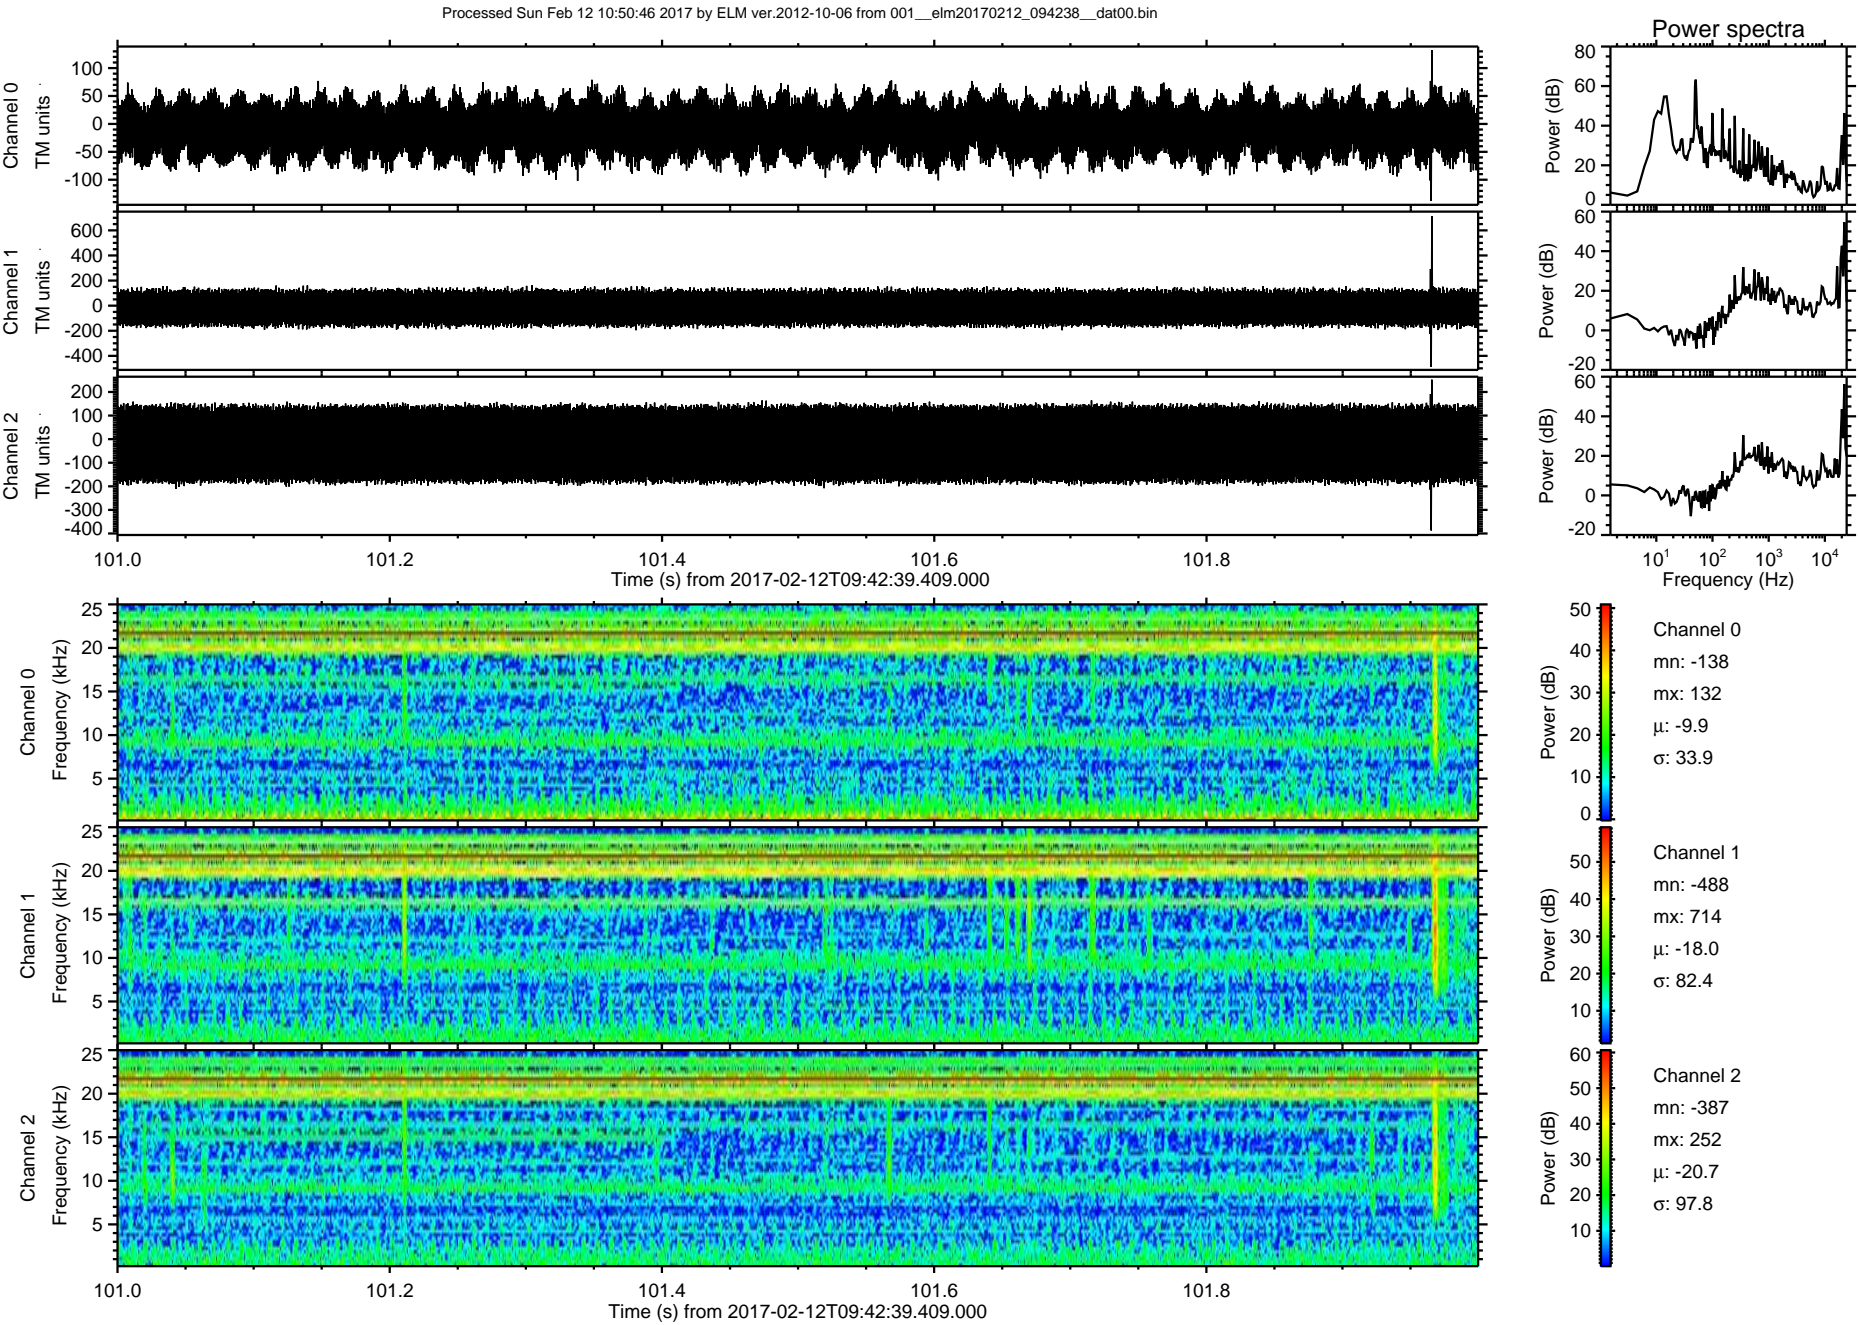 Processed Sun Feb 12 10:50:46 2017 by ELM ver.2012-10-06 from 001__elm20170212_094238__dat00.bin
Power spectra
Channel 0
TM units
100
50
0
-50
-100
Power (dB)
80
60
40
20
0
Channel 1
TM units
600
400
200
0
-200
-400
Power (dB)
60
40
20
0
-20
Channel 2
TM units
200
100
0
-100
-200
-300
-400
Power (dB)
60
40
20
0
-20
101.0 101.2 101.4 101.6 101.8
Time (s) from 2017-02-12T09:42:39.409.000
10^1 10^2 10^3 10^4
Frequency (Hz)
Channel 0
Frequency (kHz)
25
20
15
10
5
Power (dB)
50
40
30
20
10
0
Channel 0
mn: -138
mx: 132
μ: -9.9
σ: 33.9
Channel 1
Frequency (kHz)
25
20
15
10
5
Power (dB)
50
40
30
20
10
Channel 1
mn: -488
mx: 714
μ: -18.0
σ: 82.4
Channel 2
Frequency (kHz)
25
20
15
10
5
Power (dB)
60
50
40
30
20
10
Channel 2
mn: -387
mx: 252
μ: -20.7
σ: 97.8
101.0 101.2 101.4 101.6 101.8
Time (s) from 2017-02-12T09:42:39.409.000